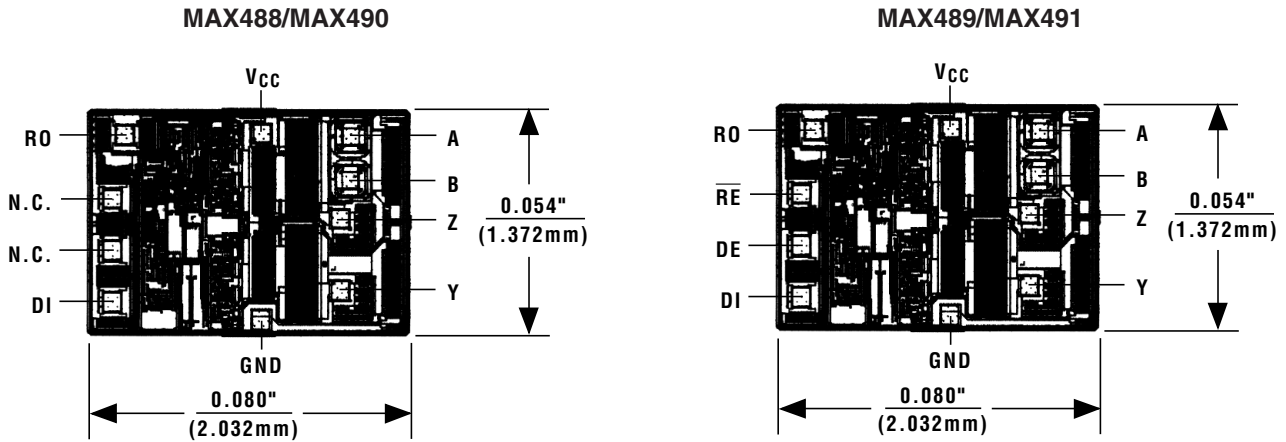 MAX488/MAX490
VCC
RO
N.C.
N.C.
DI
A
B
Z
Y
GND
0.054"
(1.372mm)
0.080"
(2.032mm)
MAX489/MAX491
VCC
RO
R̅E̅
DE
DI
A
B
Z
Y
GND
0.054"
(1.372mm)
0.080"
(2.032mm)